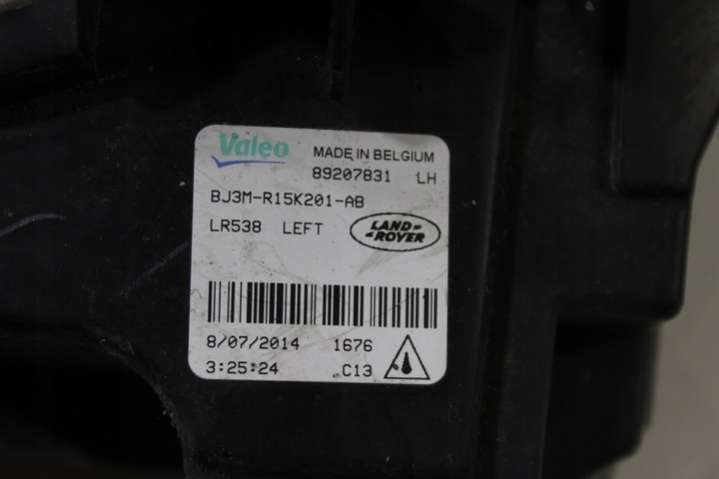 Valeo MADE IN BELGIUM
89207831 LH
BJ3M-R15K201-AB
LR538 LEFT LAND-
-ROVER
8/07/2014 1676
3:25:24 C13